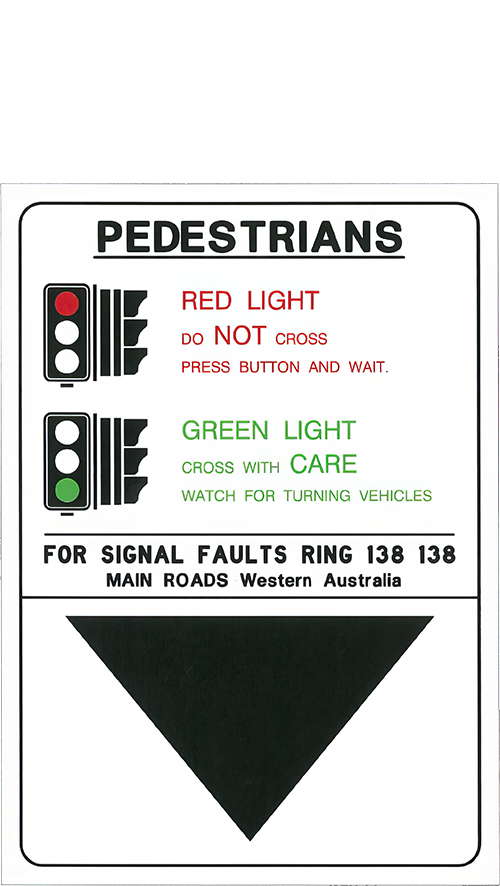 PEDESTRIANS
RED LIGHT
DO NOT CROSS
PRESS BUTTON AND WAIT.
GREEN LIGHT
CROSS WITH CARE
WATCH FOR TURNING VEHICLES
FOR SIGNAL FAULTS RING 138 138
MAIN ROADS Western Australia